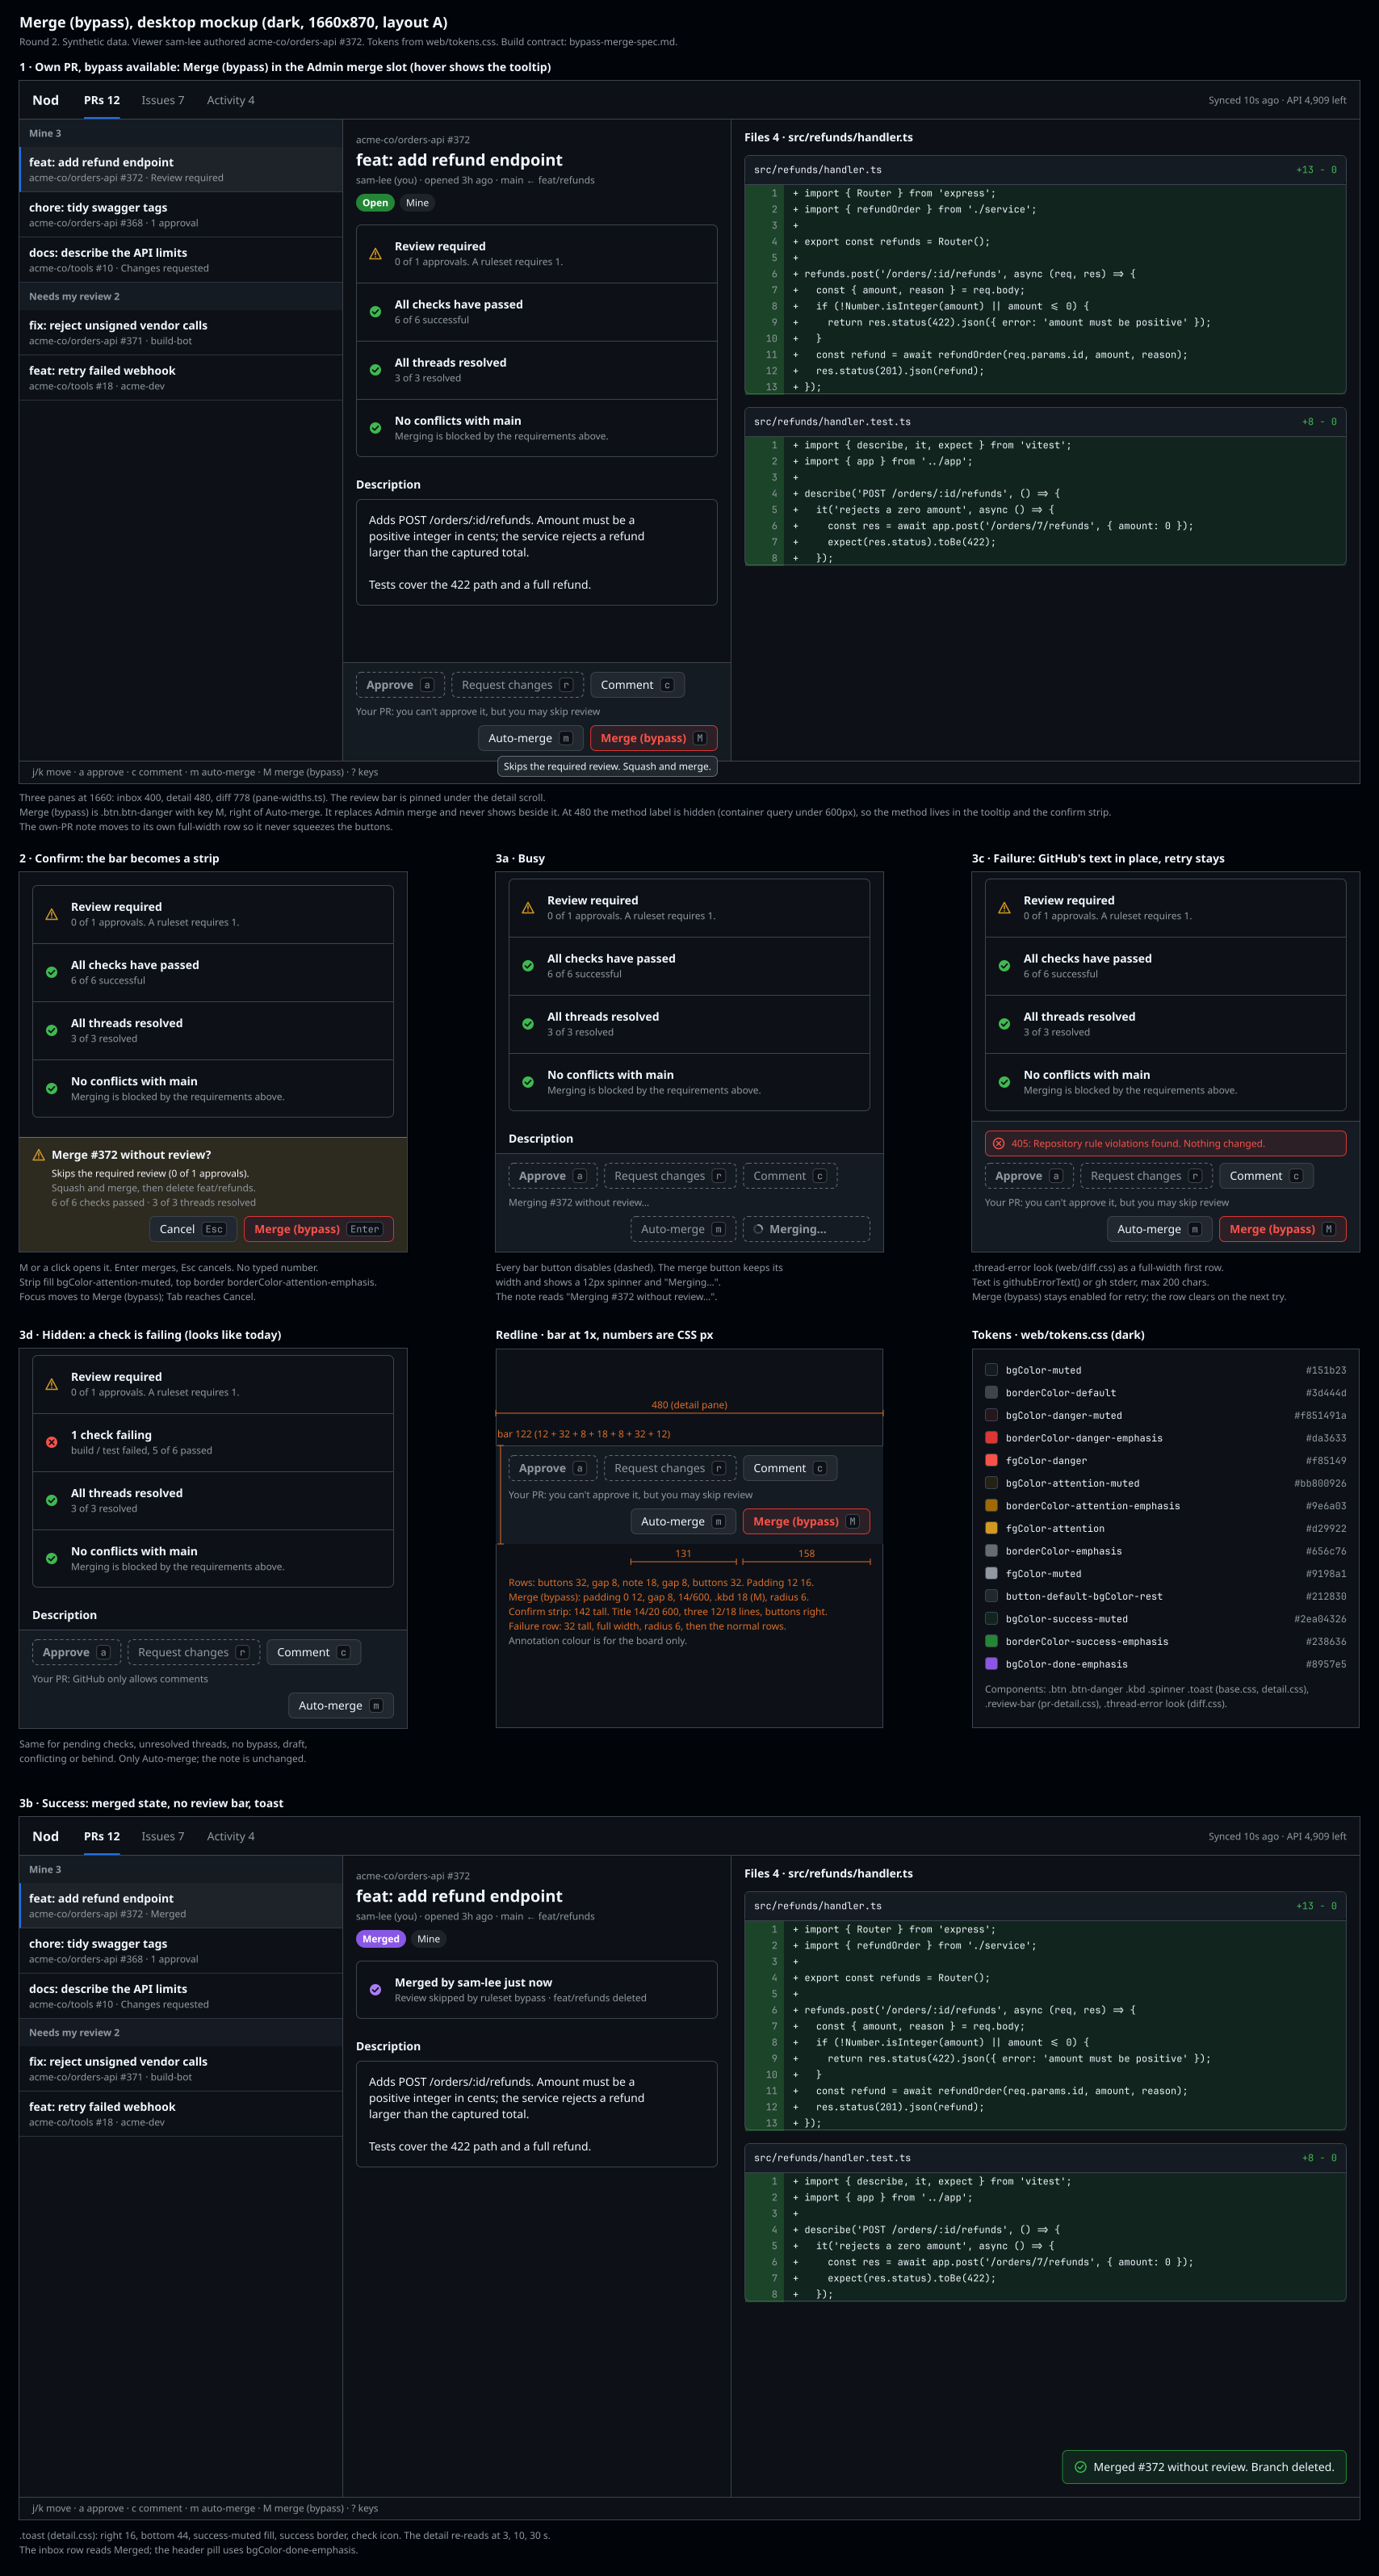 Merge (bypass), desktop mockup (dark, 1660x870, layout A)
Round 2. Synthetic data. Viewer sam-lee authored acme-co/orders-api #372. Tokens from web/tokens.css. Build contract: bypass-merge-spec.md.
1 · Own PR, bypass available: Merge (bypass) in the Admin merge slot (hover shows the tooltip)
Nod PRs 12 Issues 7 Activity 4
Synced 10s ago · API 4,909 left
Mine 3
feat: add refund endpoint
acme-co/orders-api #372 · Review required
chore: tidy swagger tags
acme-co/orders-api #368 · 1 approval
docs: describe the API limits
acme-co/tools #10 · Changes requested
Needs my review 2
fix: reject unsigned vendor calls
acme-co/orders-api #371 · build-bot
feat: retry failed webhook
acme-co/tools #18 · acme-dev
acme-co/orders-api #372
feat: add refund endpoint
sam-lee (you) · opened 3h ago · main ← feat/refunds
Open Mine
Review required
0 of 1 approvals. A ruleset requires 1.
All checks have passed
6 of 6 successful
All threads resolved
3 of 3 resolved
No conflicts with main
Merging is blocked by the requirements above.
Description
Adds POST /orders/:id/refunds. Amount must be a
positive integer in cents; the service rejects a refund
larger than the captured total.
Tests cover the 422 path and a full refund.
Approve a Request changes r Comment c
Your PR: you can't approve it, but you may skip review
Auto-merge m Merge (bypass) M
Skips the required review. Squash and merge.
Files 4 · src/refunds/handler.ts
src/refunds/handler.ts +13 - 0
1 + import { Router } from 'express';
2 + import { refundOrder } from './service';
3 +
4 + export const refunds = Router();
5 +
6 + refunds.post('/orders/:id/refunds', async (req, res) => {
7 + const { amount, reason } = req.body;
8 + if (!Number.isInteger(amount) || amount <= 0) {
9 + return res.status(422).json({ error: 'amount must be positive' });
10 + }
11 + const refund = await refundOrder(req.params.id, amount, reason);
12 + res.status(201).json(refund);
13 + });
src/refunds/handler.test.ts +8 - 0
1 + import { describe, it, expect } from 'vitest';
2 + import { app } from '../app';
3 +
4 + describe('POST /orders/:id/refunds', () => {
5 + it('rejects a zero amount', async () => {
6 + const res = await app.post('/orders/7/refunds', { amount: 0 });
7 + expect(res.status).toBe(422);
8 + });
j/k move · a approve · c comment · m auto-merge · M merge (bypass) · ? keys
Three panes at 1660: inbox 400, detail 480, diff 778 (pane-widths.ts). The review bar is pinned under the detail scroll.
Merge (bypass) is .btn.btn-danger with key M, right of Auto-merge. It replaces Admin merge and never shows beside it. At 480 the method label is hidden (container query under 600px), so the method lives in the tooltip and the confirm strip.
The own-PR note moves to its own full-width row so it never squeezes the buttons.
2 · Confirm: the bar becomes a strip
Review required
0 of 1 approvals. A ruleset requires 1.
All checks have passed
6 of 6 successful
All threads resolved
3 of 3 resolved
No conflicts with main
Merging is blocked by the requirements above.
Merge #372 without review?
Skips the required review (0 of 1 approvals).
Squash and merge, then delete feat/refunds.
6 of 6 checks passed · 3 of 3 threads resolved
Cancel Esc Merge (bypass) Enter
M or a click opens it. Enter merges, Esc cancels. No typed number.
Strip fill bgColor-attention-muted, top border borderColor-attention-emphasis.
Focus moves to Merge (bypass); Tab reaches Cancel.
3a · Busy
Review required
0 of 1 approvals. A ruleset requires 1.
All checks have passed
6 of 6 successful
All threads resolved
3 of 3 resolved
No conflicts with main
Merging is blocked by the requirements above.
Description
Approve a Request changes r Comment c
Merging #372 without review...
Auto-merge m Merging...
Every bar button disables (dashed). The merge button keeps its
width and shows a 12px spinner and "Merging...".
The note reads "Merging #372 without review...".
3c · Failure: GitHub's text in place, retry stays
Review required
0 of 1 approvals. A ruleset requires 1.
All checks have passed
6 of 6 successful
All threads resolved
3 of 3 resolved
No conflicts with main
Merging is blocked by the requirements above.
405: Repository rule violations found. Nothing changed.
Approve a Request changes r Comment c
Your PR: you can't approve it, but you may skip review
Auto-merge m Merge (bypass) M
.thread-error look (web/diff.css) as a full-width first row.
Text is githubErrorText() or gh stderr, max 200 chars.
Merge (bypass) stays enabled for retry; the row clears on the next try.
3d · Hidden: a check is failing (looks like today)
Review required
0 of 1 approvals. A ruleset requires 1.
1 check failing
build / test failed, 5 of 6 passed
All threads resolved
3 of 3 resolved
No conflicts with main
Merging is blocked by the requirements above.
Description
Approve a Request changes r Comment c
Your PR: GitHub only allows comments
Auto-merge m
Same for pending checks, unresolved threads, no bypass, draft,
conflicting or behind. Only Auto-merge; the note is unchanged.
Redline · bar at 1x, numbers are CSS px
480 (detail pane)
bar 122 (12 + 32 + 8 + 18 + 8 + 32 + 12)
Approve a Request changes r Comment c
Your PR: you can't approve it, but you may skip review
Auto-merge m Merge (bypass) M
131 158
Rows: buttons 32, gap 8, note 18, gap 8, buttons 32. Padding 12 16.
Merge (bypass): padding 0 12, gap 8, 14/600, .kbd 18 (M), radius 6.
Confirm strip: 142 tall. Title 14/20 600, three 12/18 lines, buttons right.
Failure row: 32 tall, full width, radius 6, then the normal rows.
Annotation colour is for the board only.
Tokens · web/tokens.css (dark)
bgColor-muted #151b23
borderColor-default #3d444d
bgColor-danger-muted #f851491a
borderColor-danger-emphasis #da3633
fgColor-danger #f85149
bgColor-attention-muted #bb800926
borderColor-attention-emphasis #9e6a03
fgColor-attention #d29922
borderColor-emphasis #656c76
fgColor-muted #9198a1
button-default-bgColor-rest #212830
bgColor-success-muted #2ea04326
borderColor-success-emphasis #238636
bgColor-done-emphasis #8957e5
Components: .btn .btn-danger .kbd .spinner .toast (base.css, detail.css),
.review-bar (pr-detail.css), .thread-error look (diff.css).
3b · Success: merged state, no review bar, toast
Nod PRs 12 Issues 7 Activity 4
Synced 10s ago · API 4,909 left
Mine 3
feat: add refund endpoint
acme-co/orders-api #372 · Merged
chore: tidy swagger tags
acme-co/orders-api #368 · 1 approval
docs: describe the API limits
acme-co/tools #10 · Changes requested
Needs my review 2
fix: reject unsigned vendor calls
acme-co/orders-api #371 · build-bot
feat: retry failed webhook
acme-co/tools #18 · acme-dev
acme-co/orders-api #372
feat: add refund endpoint
sam-lee (you) · opened 3h ago · main ← feat/refunds
Merged Mine
Merged by sam-lee just now
Review skipped by ruleset bypass · feat/refunds deleted
Description
Adds POST /orders/:id/refunds. Amount must be a
positive integer in cents; the service rejects a refund
larger than the captured total.
Tests cover the 422 path and a full refund.
Files 4 · src/refunds/handler.ts
src/refunds/handler.ts +13 - 0
1 + import { Router } from 'express';
2 + import { refundOrder } from './service';
3 +
4 + export const refunds = Router();
5 +
6 + refunds.post('/orders/:id/refunds', async (req, res) => {
7 + const { amount, reason } = req.body;
8 + if (!Number.isInteger(amount) || amount <= 0) {
9 + return res.status(422).json({ error: 'amount must be positive' });
10 + }
11 + const refund = await refundOrder(req.params.id, amount, reason);
12 + res.status(201).json(refund);
13 + });
src/refunds/handler.test.ts +8 - 0
1 + import { describe, it, expect } from 'vitest';
2 + import { app } from '../app';
3 +
4 + describe('POST /orders/:id/refunds', () => {
5 + it('rejects a zero amount', async () => {
6 + const res = await app.post('/orders/7/refunds', { amount: 0 });
7 + expect(res.status).toBe(422);
8 + });
Merged #372 without review. Branch deleted.
j/k move · a approve · c comment · m auto-merge · M merge (bypass) · ? keys
.toast (detail.css): right 16, bottom 44, success-muted fill, success border, check icon. The detail re-reads at 3, 10, 30 s.
The inbox row reads Merged; the header pill uses bgColor-done-emphasis.